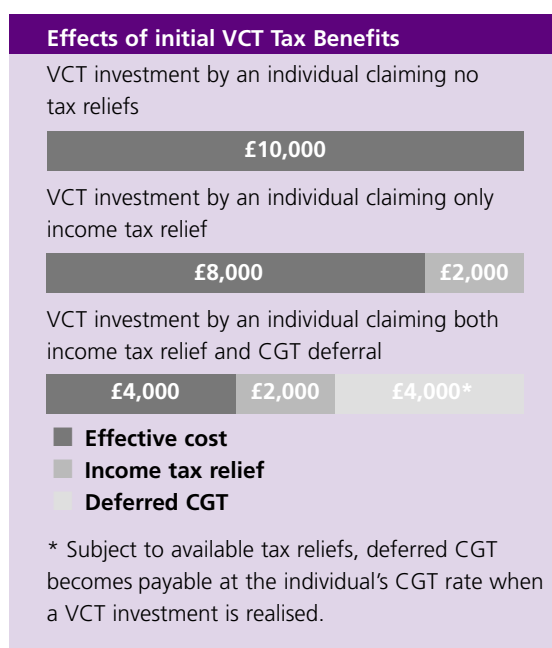 Effects of initial VCT Tax Benefits
VCT investment by an individual claiming no
tax reliefs
£10,000
VCT investment by an individual claiming only
income tax relief
£8,000 £2,000
VCT investment by an individual claiming both
income tax relief and CGT deferral
£4,000 £2,000 £4,000*
Effective cost
Income tax relief
Deferred CGT
* Subject to available tax reliefs, deferred CGT
becomes payable at the individual's CGT rate when
a VCT investment is realised.